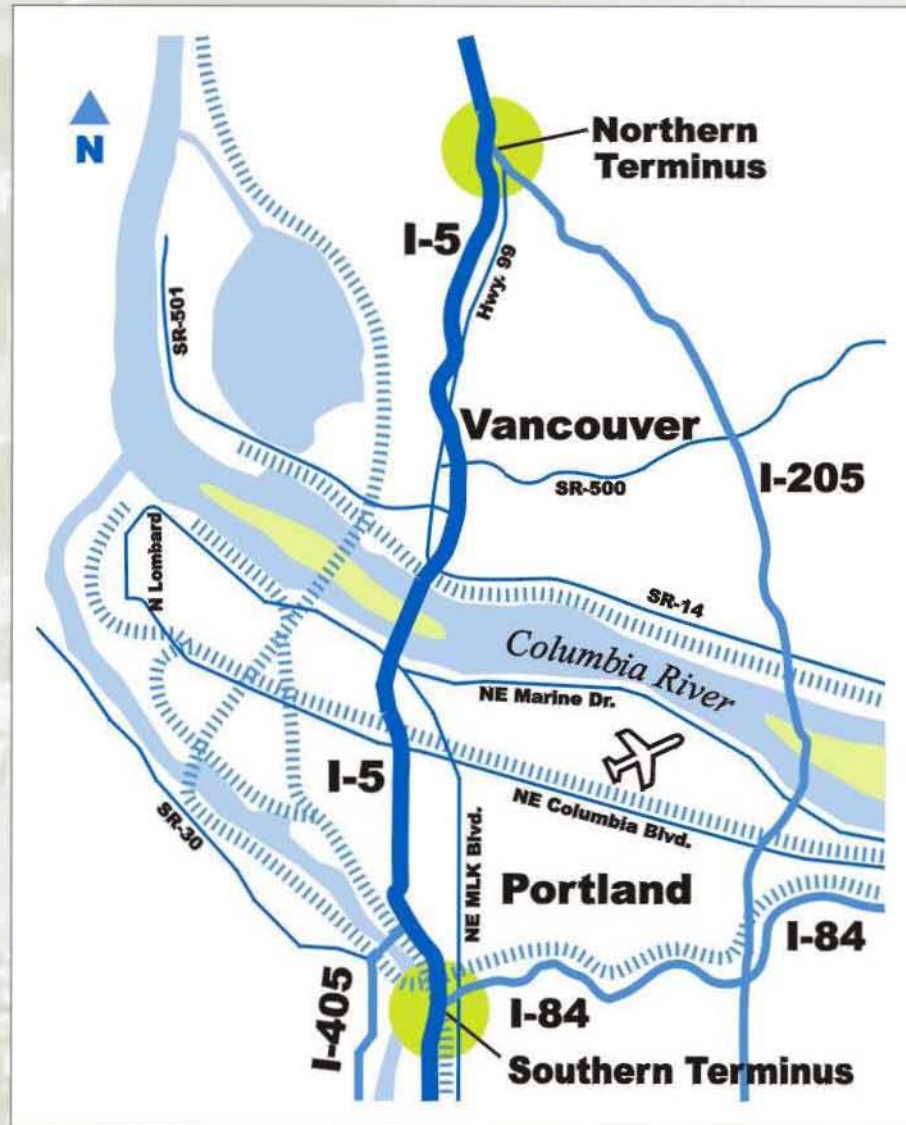 N
Northern
Terminus
I-5
Hwy. 99
SR-501
Vancouver
SR-500
I-205
N Lombard
SR-14
Columbia River
NE Marine Dr.
I-5
NE Columbia Blvd.
SR-30
NE MLK Blvd.
Portland
I-84
I-405
I-84
Southern Terminus